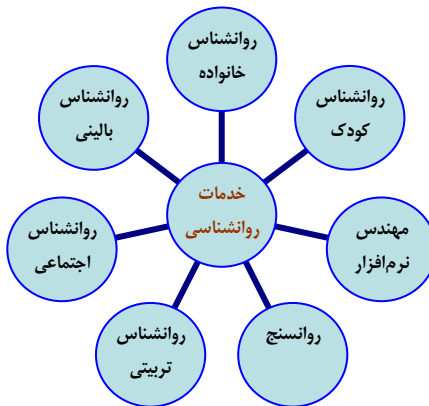 روانشناس
خانواده
روانشناس
کودک
مهندس
نرم‌افزار
روانسنج
روانشناس
تربیتی
روانشناس
اجتماعی
روانشناس
بالینی
خدمات
روانشناسی